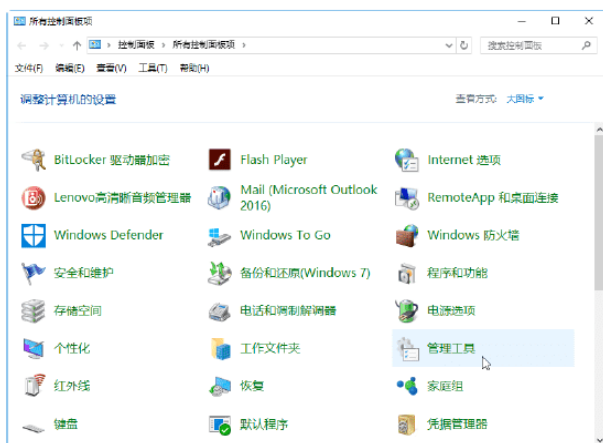 所有控制面板项
控制面板 › 所有控制面板项 ›
搜索控制面板
文件(F) 编辑(E) 查看(V) 工具(T) 帮助(H)
调整计算机的设置
查看方式: 大图标
BitLocker 驱动器加密
Flash Player
Internet 选项
Lenovo高清晰音频管理器
Mail (Microsoft Outlook
2016)
RemoteApp 和桌面连接
Windows Defender
Windows To Go
Windows 防火墙
安全和维护
备份和还原(Windows 7)
程序和功能
存储空间
电话和调制解调器
电源选项
个性化
工作文件夹
管理工具
红外线
恢复
家庭组
键盘
默认程序
凭据管理器